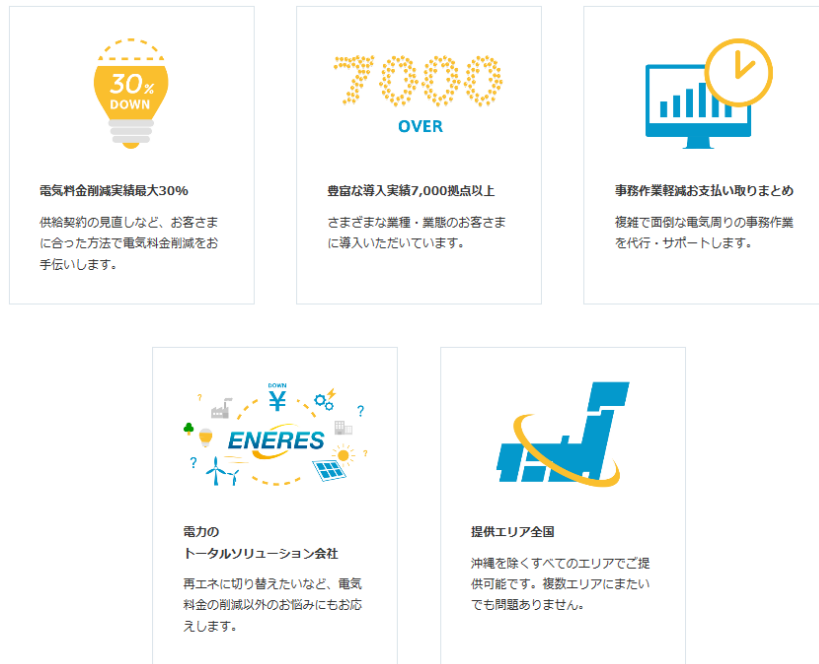 30%
DOWN
電気料金削減実績最大30%
供給契約の見直しなど、お客さま
に合った方法で電気料金削減をお
手伝いします。
7000
OVER
豊富な導入実績7,000拠点以上
さまざまな業種・業態のお客さま
に導入いただいています。
事務作業軽減お支払い取りまとめ
複雑で面倒な電気周りの事務作業
を代行・サポートします。
DOWN
¥
?
?
ENERES
?
?
電力の
トータルソリューション会社
再エネに切り替えたいなど、電気
料金の削減以外のお悩みにもお応
えします。
提供エリア全国
沖縄を除くすべてのエリアでご提
供可能です。複数エリアにまたい
でも問題ありません。